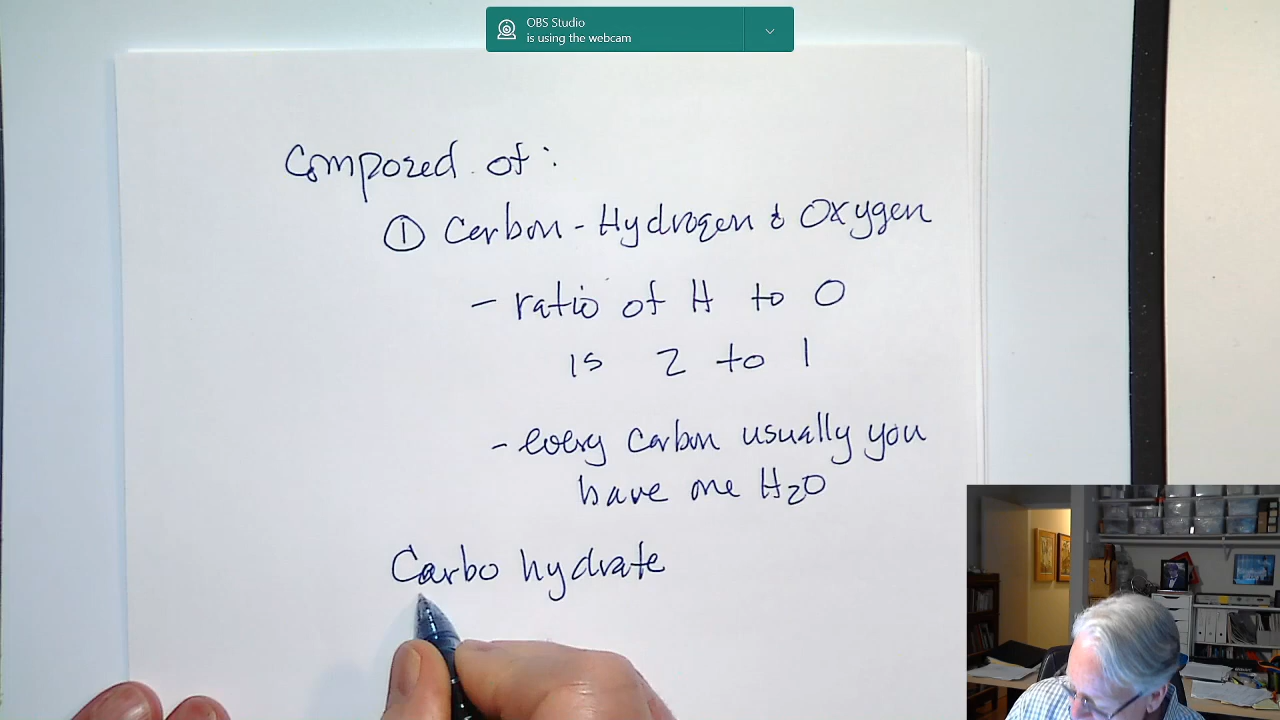 OBS Studio
is using the webcam
Composed of:
① Carbon - Hydrogen & Oxygen
- ratio of H to O
is 2 to 1
- every carbon usually you
have one H2O
Carbo hydrate